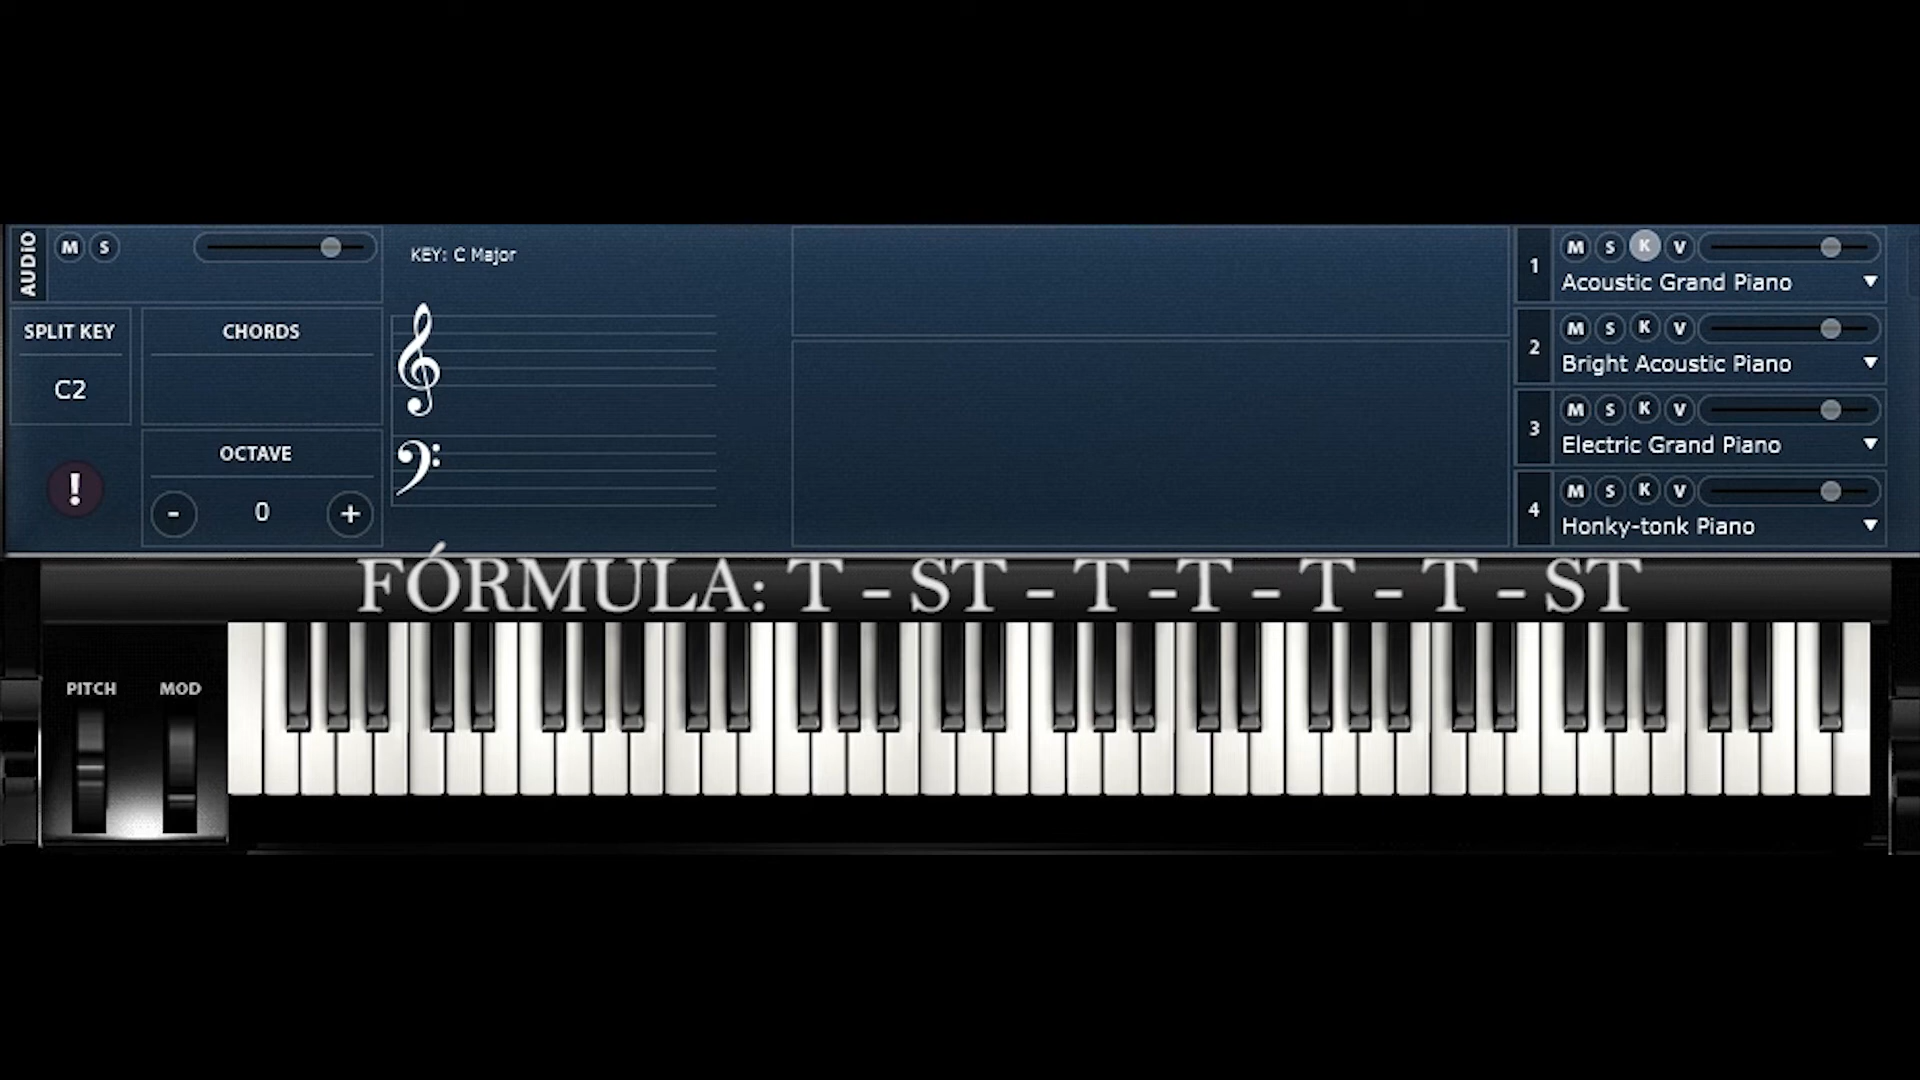 AUDiO
M S
KEY: C Major
SPLIT KEY
C2
!
CHORDS
OCTAVE
- 0 +
1
M S K V
Acoustic Grand Piano
2
M S K V
Bright Acoustic Piano
3
M S K V
Electric Grand Piano
4
M S K V
Honky-tonk Piano
FÓRMULA: T - ST - T -T - T - T - ST
PITCH
MOD